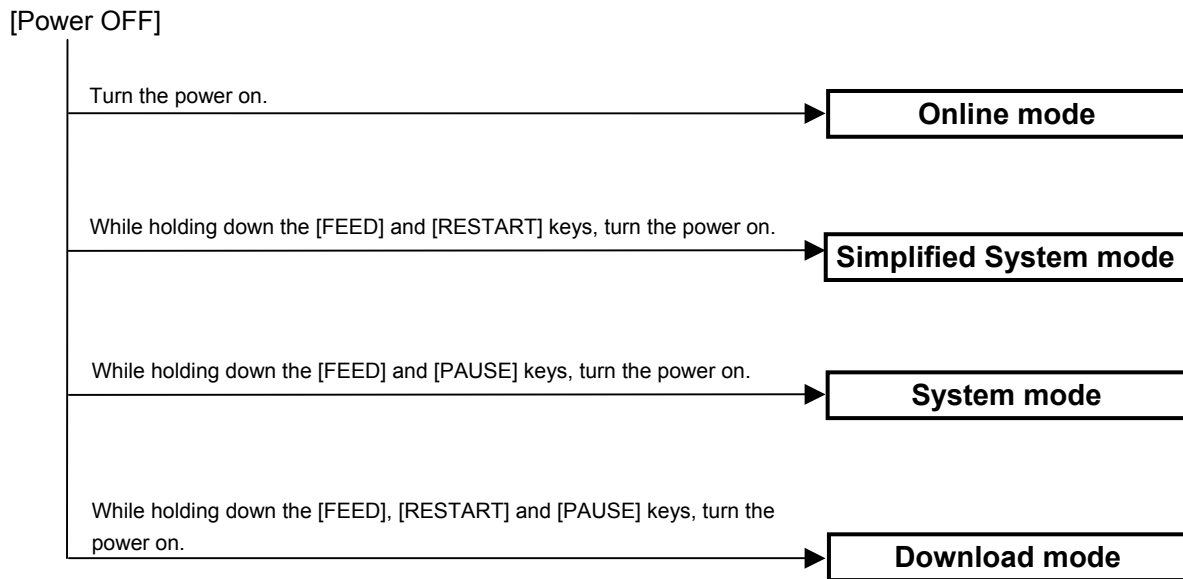 [Power OFF]
Turn the power on.
Online mode
While holding down the [FEED] and [RESTART] keys, turn the power on.
Simplified System mode
While holding down the [FEED] and [PAUSE] keys, turn the power on.
System mode
While holding down the [FEED], [RESTART] and [PAUSE] keys, turn the
power on.
Download mode